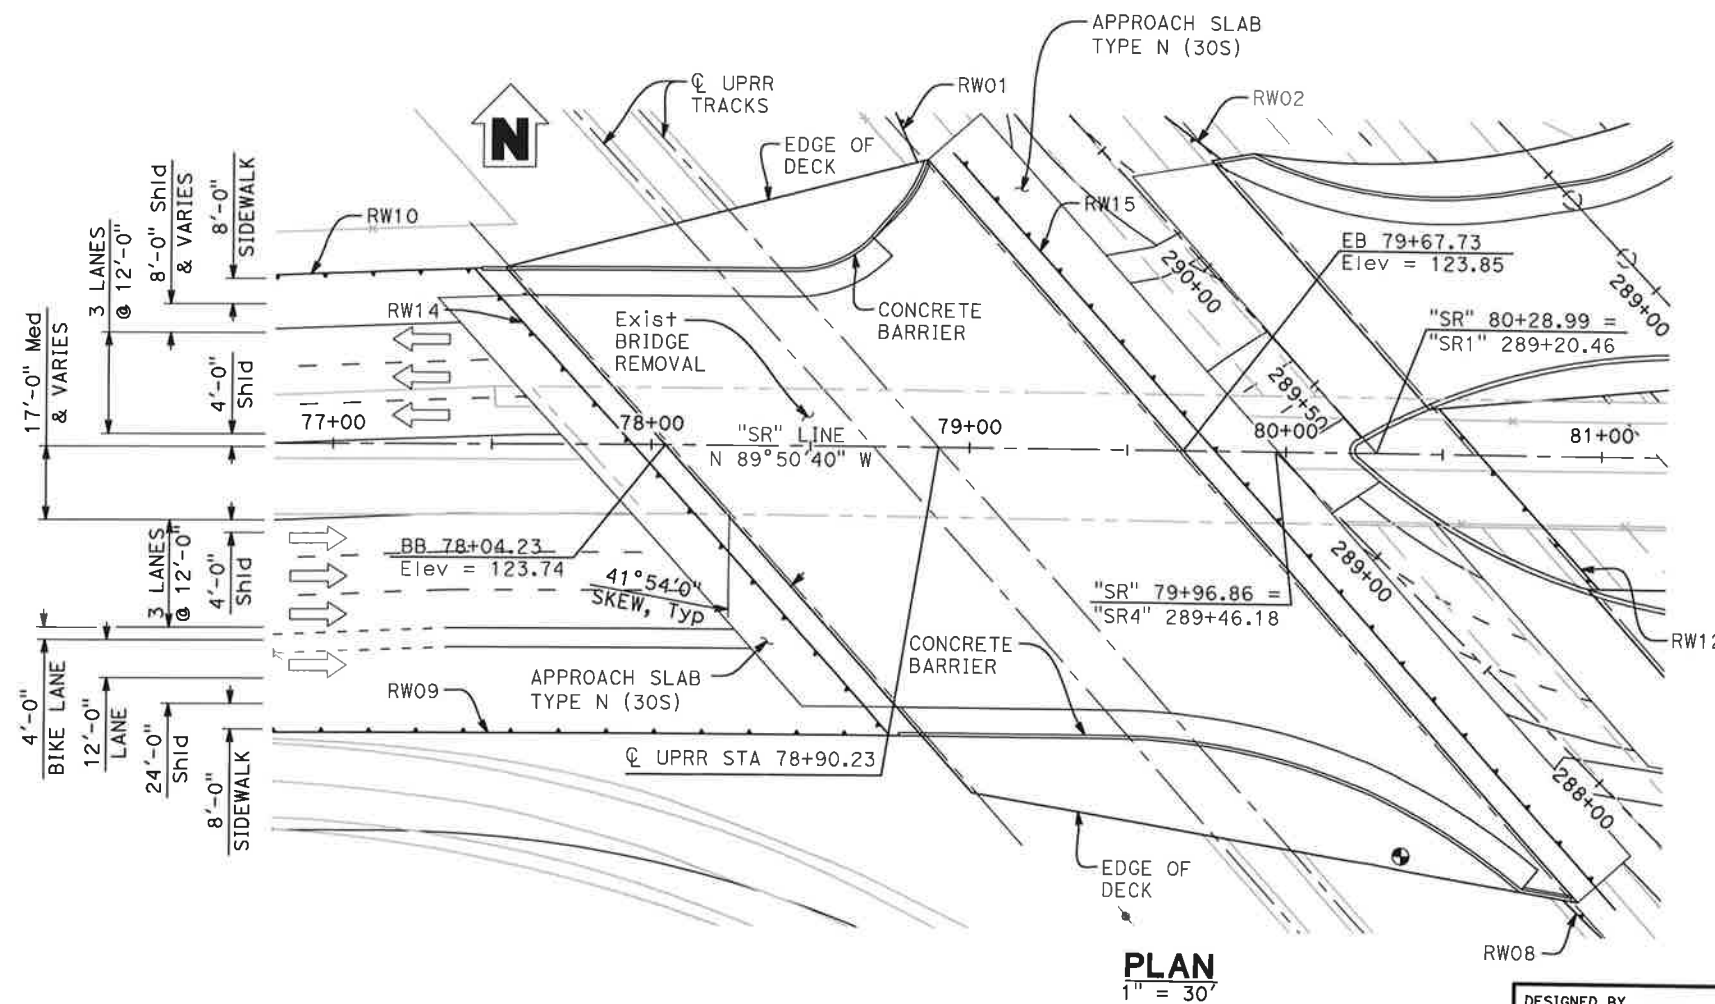 APPROACH SLAB
TYPE N (30S)
℄ UPRR
TRACKS
RW01
RW02
N
EDGE OF
DECK
8'-0" Shld
& VARIES
8'-0"
SIDEWALK
3 LANES
@ 12'-0"
RW10
RW15
EB 79+67.73
Elev = 123.85
290+00
289+00
17'-0" Med
& VARIES
4'-0"
Shld
RW14
Exist
BRIDGE
REMOVAL
CONCRETE
BARRIER
"SR" 80+28.99 =
"SR1" 289+20.46
289+50
77+00
78+00
"SR" LINE
N 89°50'40" W
79+00
80+00
81+00
3 LANES
@ 12'-0"
4'-0"
Shld
BB 78+04.23
Elev = 123.74
41°54'0"
SKEW, Typ
"SR" 79+96.86 =
"SR4" 289+46.18
289+00
RW12
4'-0"
BIKE LANE
12'-0"
LANE
24'-0"
Shld
8'-0"
SIDEWALK
RW09
APPROACH SLAB
TYPE N (30S)
CONCRETE
BARRIER
℄ UPRR STA 78+90.23
288+00
EDGE OF
DECK
RW08
PLAN
1" = 30'
DESIGNED BY